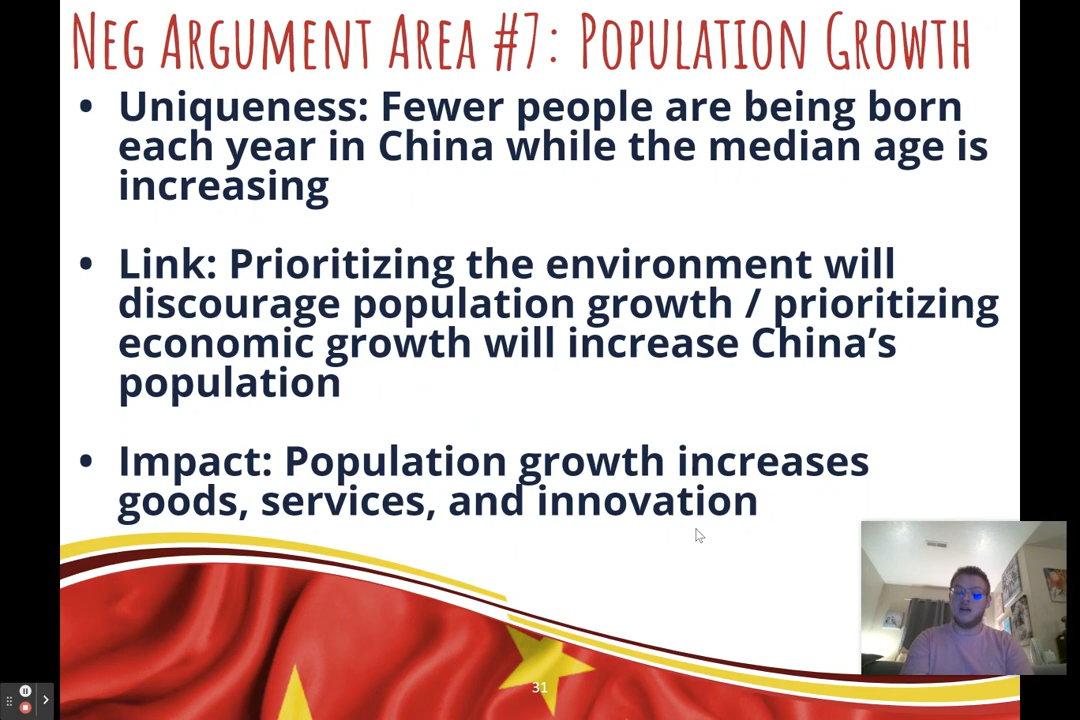 Neg Argument Area #7: Population Growth
• Uniqueness: Fewer people are being born
each year in China while the median age is
increasing
• Link: Prioritizing the environment will
discourage population growth / prioritizing
economic growth will increase China’s
population
• Impact: Population growth increases
goods, services, and innovation
31